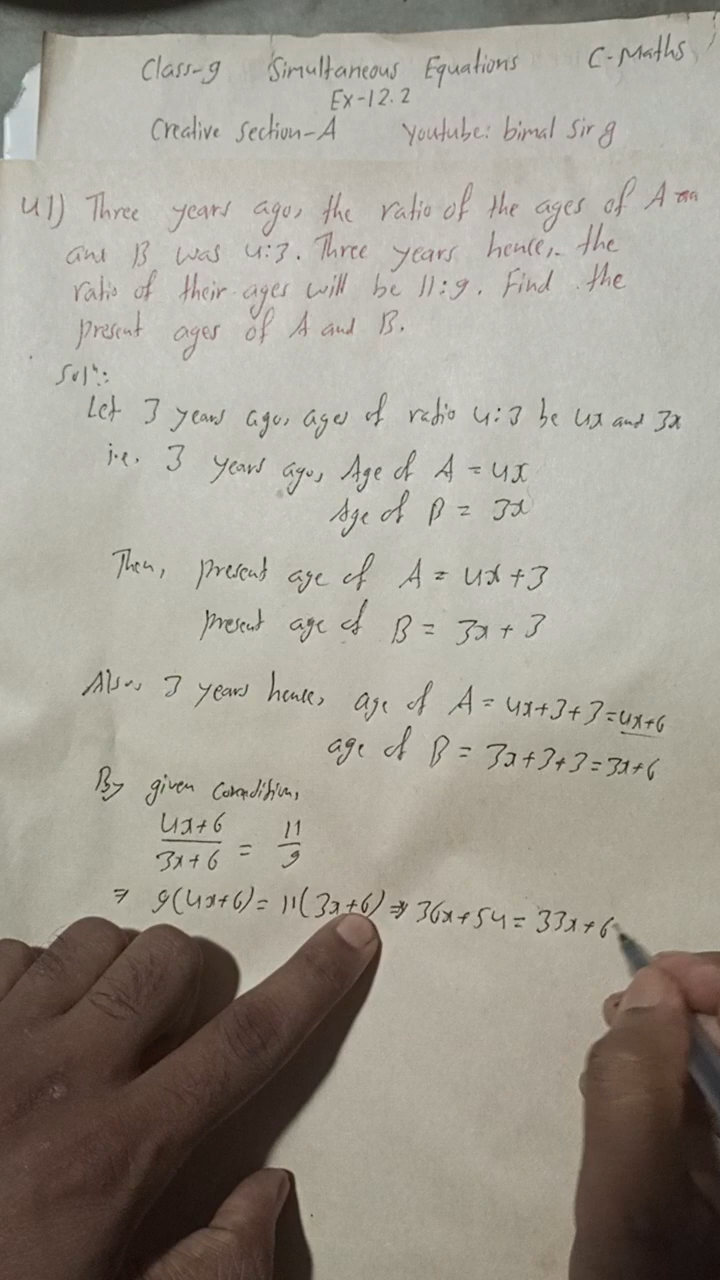 Class-9 Simultaneous Equations C-Maths
Ex-12.2
Creative section-A Youtube: bimal sir g
41) Three years ago, the ratio of the ages of A
and B was 4:3. Three years hence, the
ratio of their ages will be 11:9. Find the
present ages of A and B.
Solⁿ:
Let 3 years ago, ages of ratio 4:3 be 4x and 3x
i.e. 3 years ago, Age of A = 4x
Age of B = 3x
Then, present age of A = 4x+3
present age of B = 3x+3
Also, 3 years hence, age of A = 4x+3+3=4x+6
age of B = 3x+3+3=3x+6
By given condition,
4x+6/3x+6 = 11/9
⇒ 9(4x+6)= 11(3x+6) ⇒ 36x+54= 33x+6